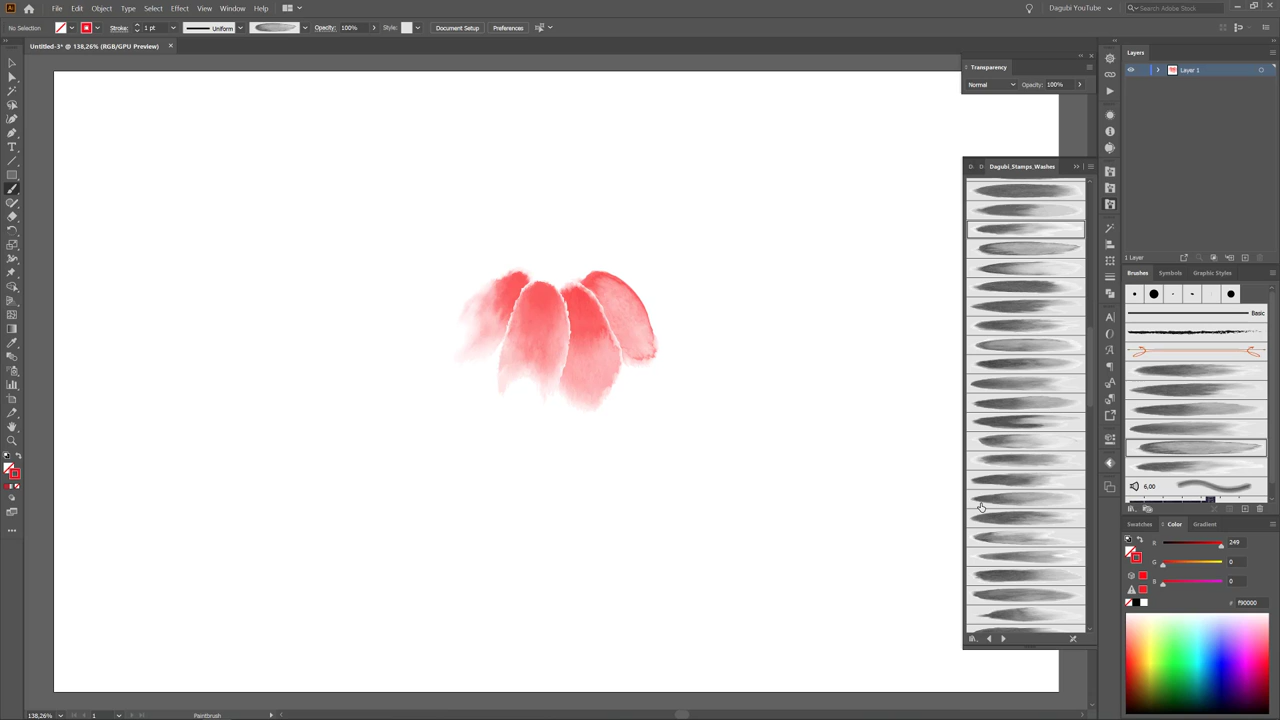 Ai File Edit Object Type Select Effect View Window Help
Dagubi YouTube
Search Adobe Stock
No Selection Stroke: 1 pt Uniform Opacity: 100% Style: Document Setup Preferences
Untitled-3* @ 138,26% (RGB/GPU Preview)
Transparency
Normal Opacity: 100%
D D Dagubi_Stamps_Washes
Layers
Layer 1
1 Layer
Brushes Symbols Graphic Styles
Basic
6,00
Swatches Color Gradient
R 249
G 0
B 0
# f90000
138,26% 1 Paintbrush